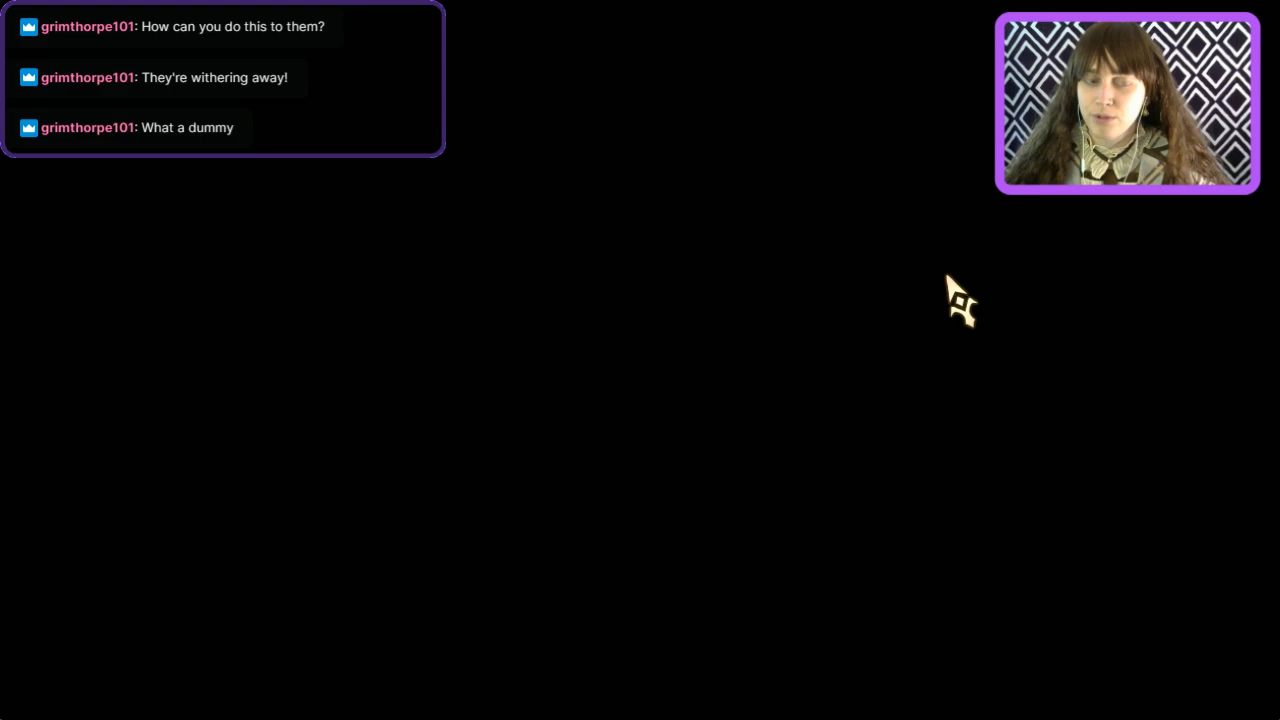 grimthorpe101: How can you do this to them?
grimthorpe101: They're withering away!
grimthorpe101: What a dummy